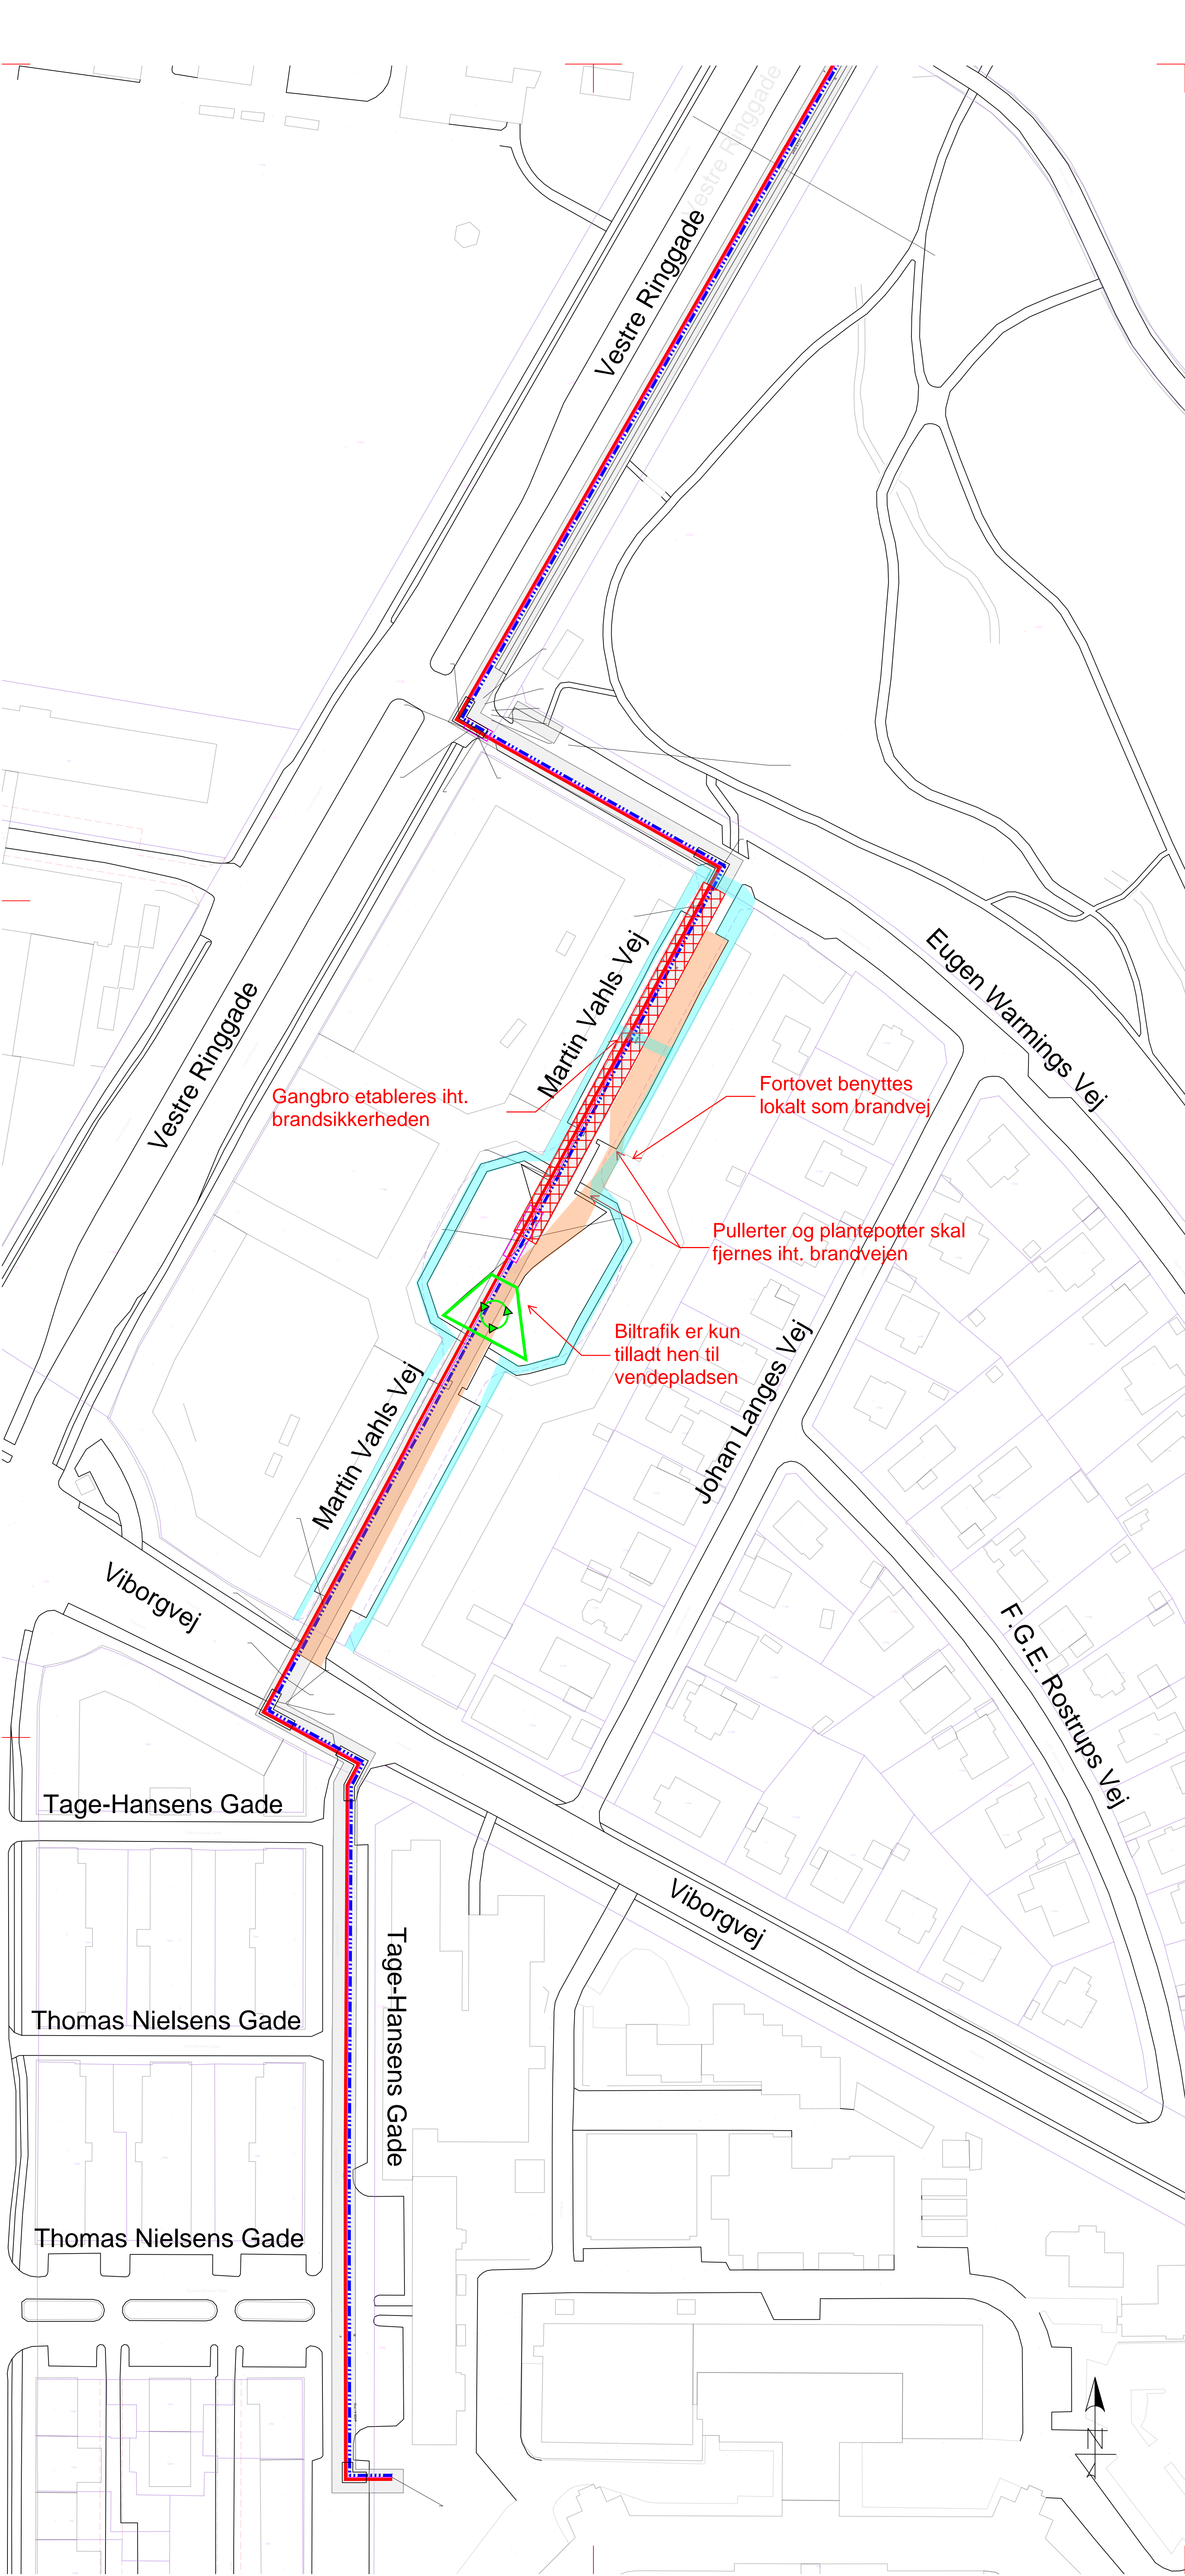 Vestre Ringgade
Vestre Ringgade
Eugen Warmings Vej
Martin Vahls Vej
Vestre Ringgade
Gangbro etableres iht.
brandsikkerheden
Fortovet benyttes
lokalt som brandvej
Pullerter og plantepotter skal
fjernes iht. brandvejen
Biltrafik er kun
tilladt hen til
vendepladsen
Johan Langes Vej
Martin Vahls Vej
Viborgvej
F.G.E. Rostrups Vej
Tage-Hansens Gade
Viborgvej
Tage-Hansens Gade
Thomas Nielsens Gade
Thomas Nielsens Gade
N